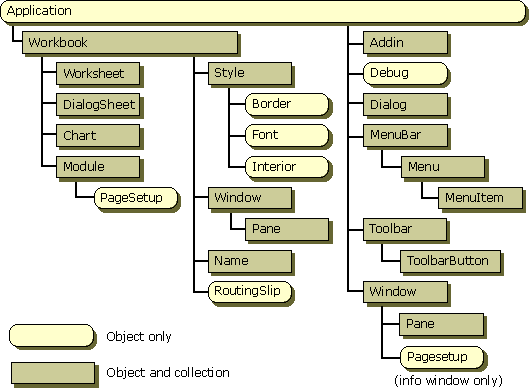 Application
Workbook
Worksheet
DialogSheet
Chart
Module
PageSetup
Style
Border
Font
Interior
Window
Pane
Name
RoutingSlip
Addin
Debug
Dialog
MenuBar
Menu
MenuItem
Toolbar
ToolbarButton
Window
Pane
Pagesetup
(info window only)
Object only
Object and collection